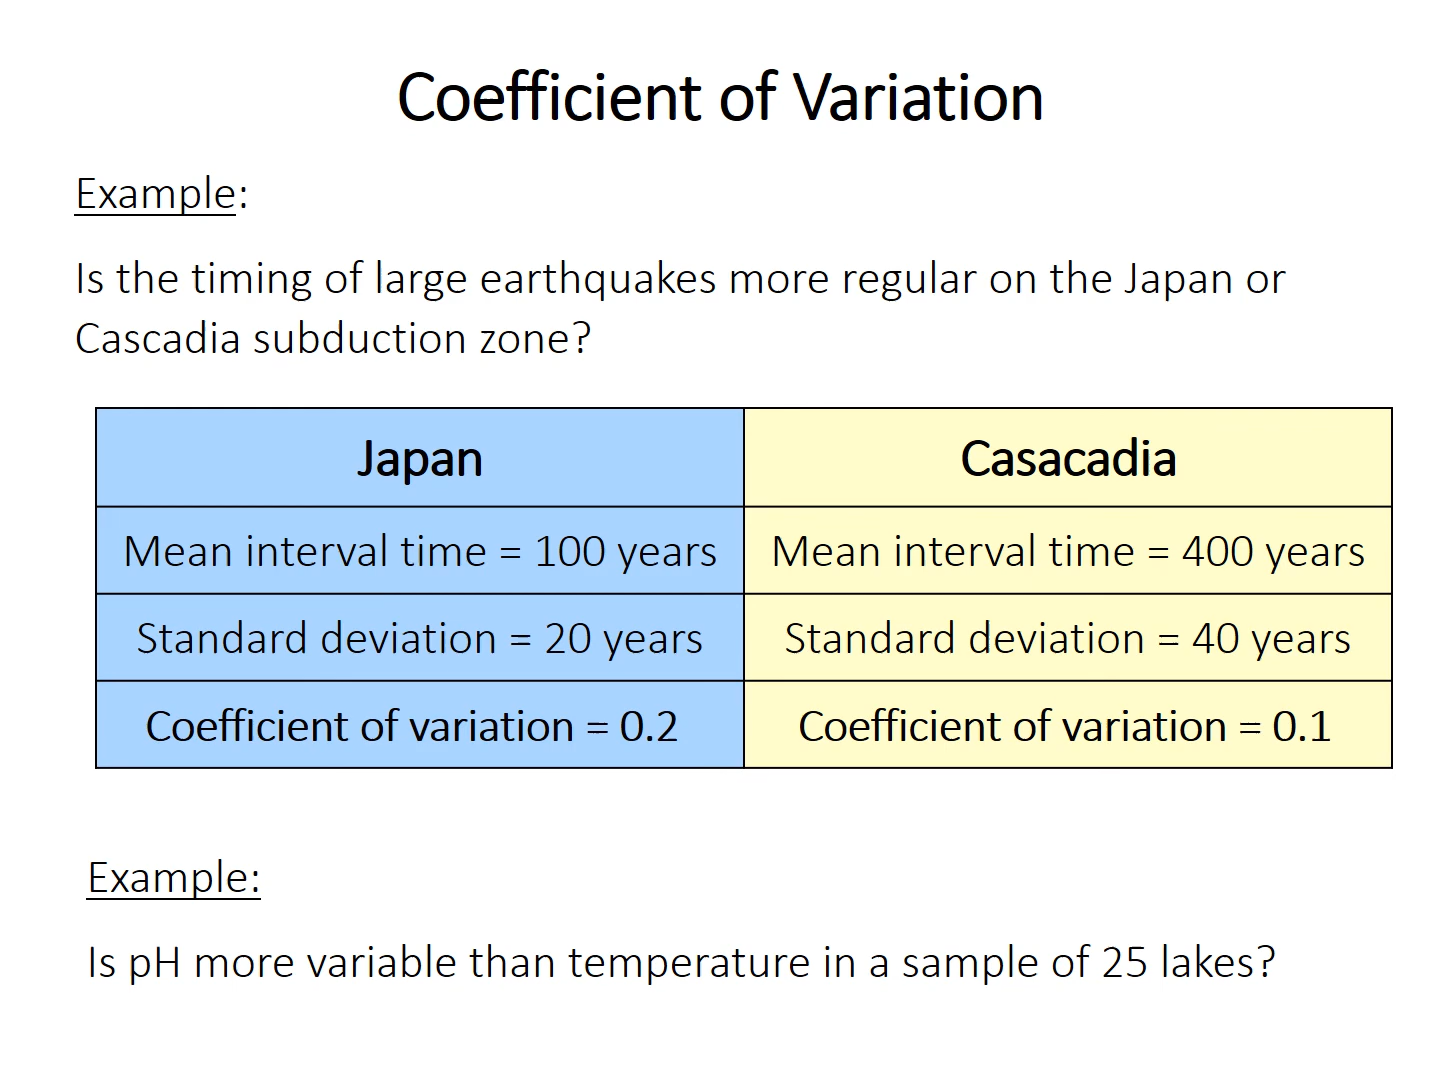 Coefficient of Variation
Example:
Is the timing of large earthquakes more regular on the Japan or
Cascadia subduction zone?
Japan
Casacadia
Mean interval time = 100 years
Mean interval time = 400 years
Standard deviation = 20 years
Standard deviation = 40 years
Coefficient of variation = 0.2
Coefficient of variation = 0.1
Example:
Is pH more variable than temperature in a sample of 25 lakes?